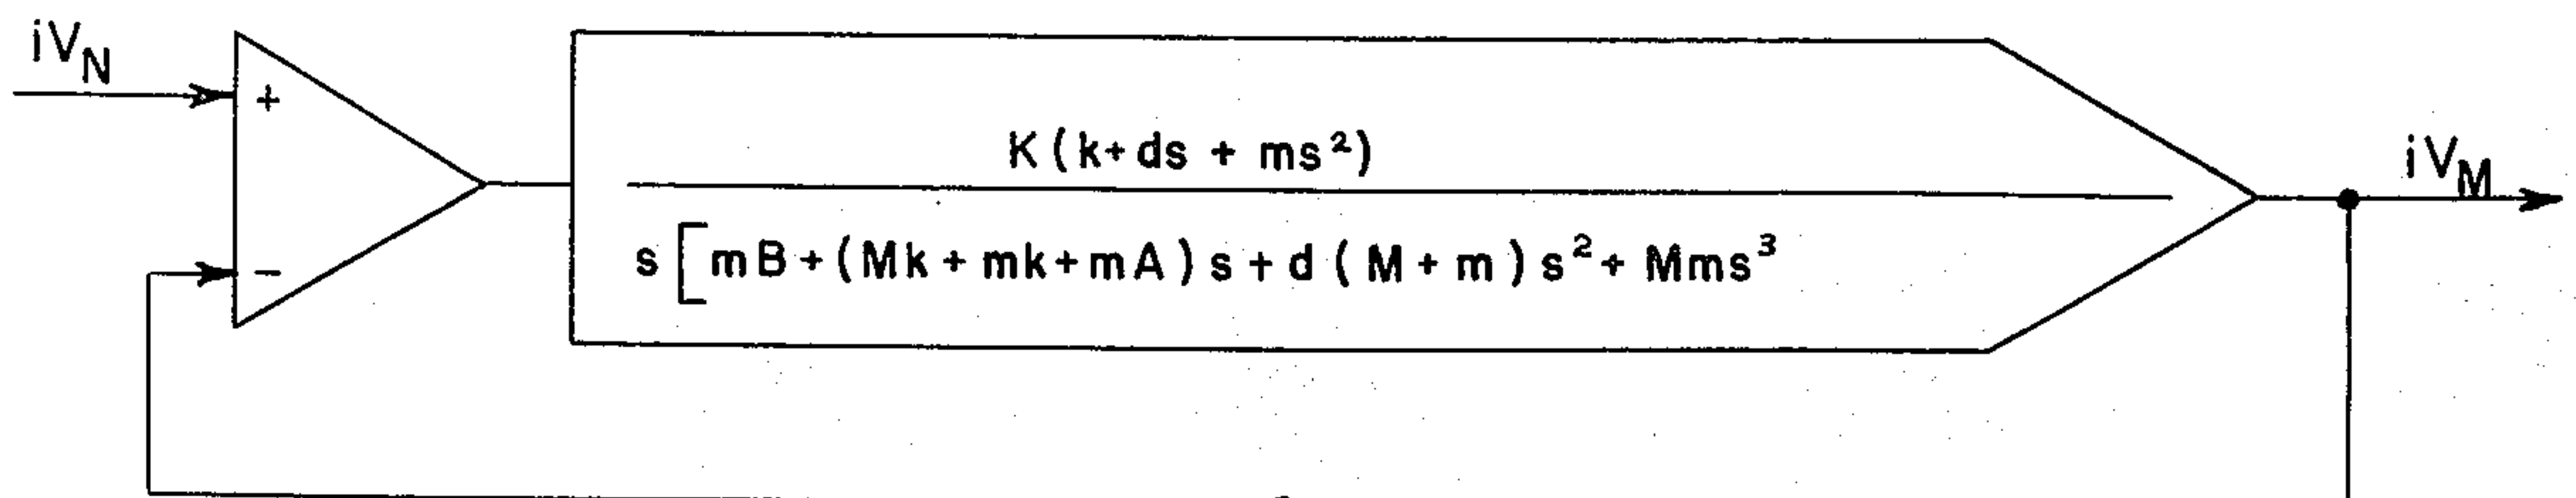 iV_N
+
K(k+ds + ms²)
iV_M
s[mB+(Mk+mk+mA)s+d(M+m)s²+Mms³
−